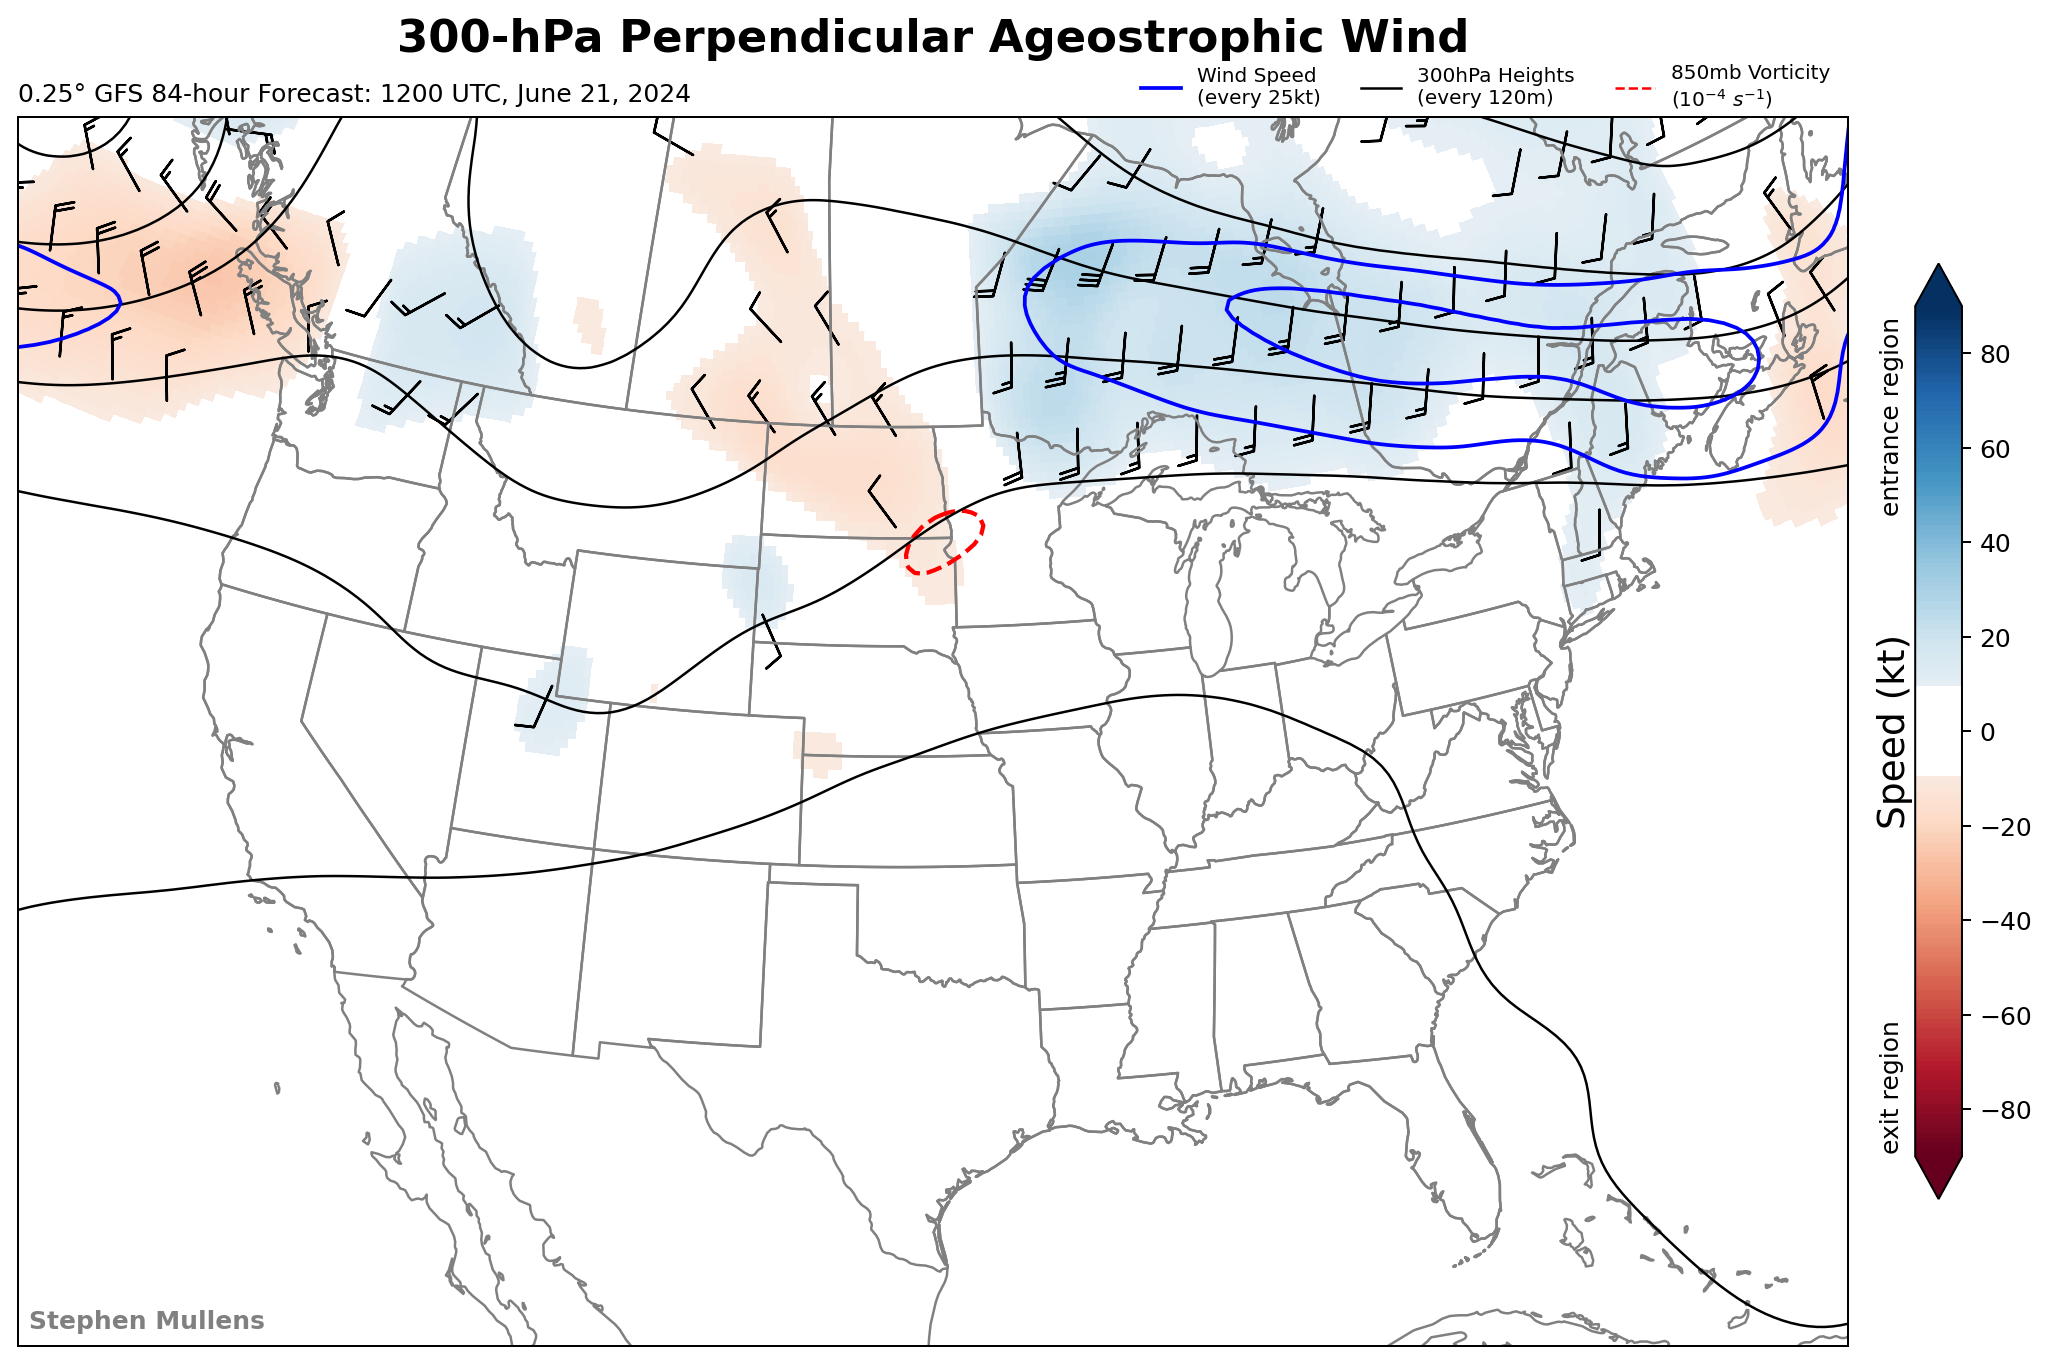 300-hPa Perpendicular Ageostrophic Wind
0.25° GFS 84-hour Forecast: 1200 UTC, June 21, 2024
Wind Speed
(every 25kt)
300hPa Heights
(every 120m)
850mb Vorticity
(10⁻⁴ s⁻¹)
entrance region
Speed (kt)
exit region
80
60
40
20
0
−20
−40
−60
−80
Stephen Mullens